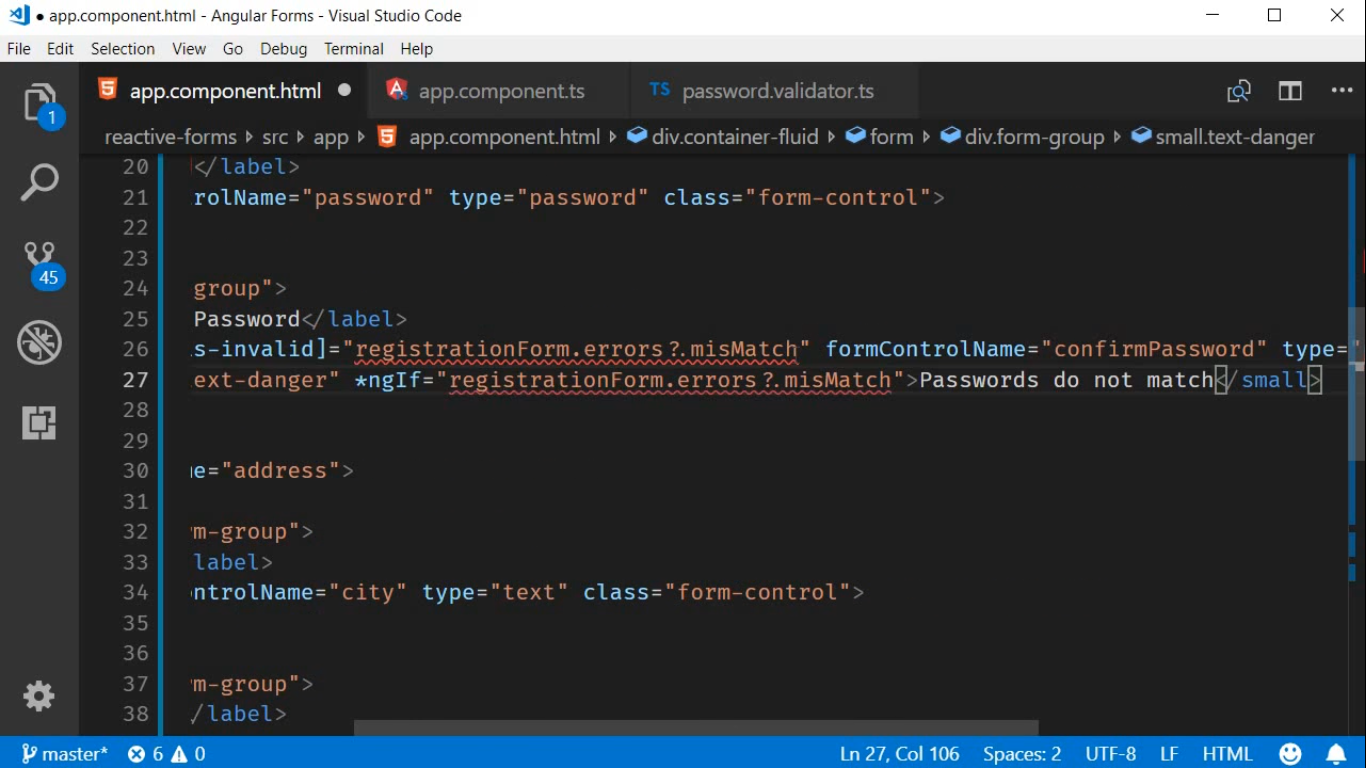 app.component.html - Angular Forms - Visual Studio Code
File Edit Selection View Go Debug Terminal Help
app.component.html app.component.ts TS password.validator.ts
1
reactive-forms src app app.component.html div.container-fluid form div.form-group small.text-danger
20 </label>
21 rolName="password" type="password" class="form-control">
22
23
24 group">
25 Password</label>
26 s-invalid]="registrationForm.errors?.misMatch" formControlName="confirmPassword" type="
27 ext-danger" *ngIf="registrationForm.errors?.misMatch">Passwords do not match</small>
28
29
30 e="address">
31
32 m-group">
33 label>
34 ntrolName="city" type="text" class="form-control">
35
36
37 m-group">
38 /label>
45
master* 6 0 Ln 27, Col 106 Spaces: 2 UTF-8 LF HTML